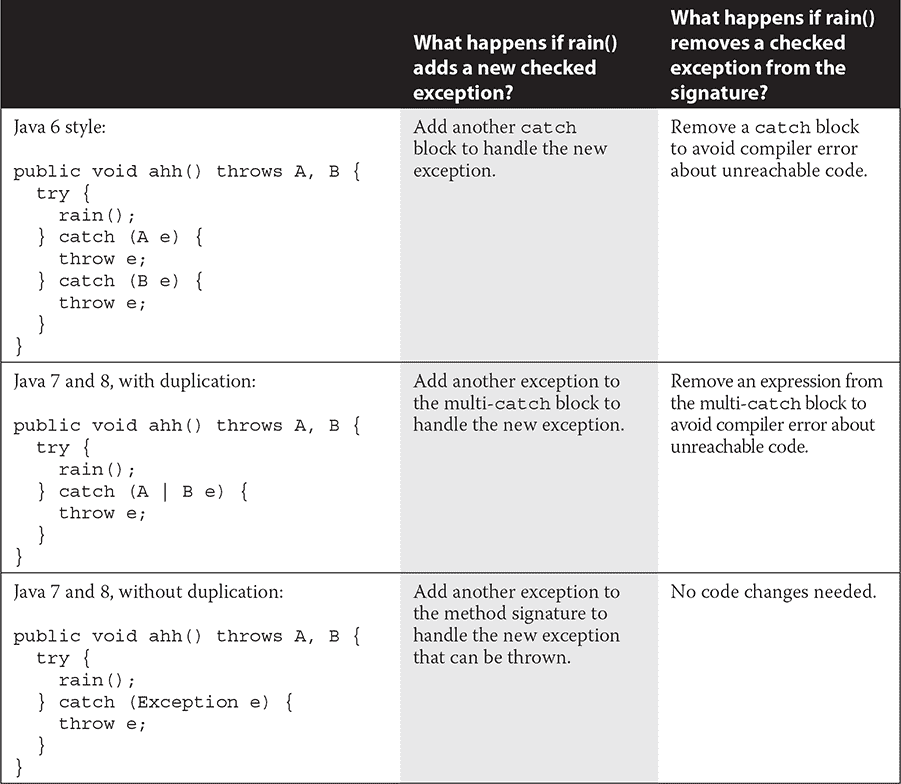 What happens if rain()
adds a new checked
exception?
What happens if rain()
removes a checked
exception from the
signature?
Java 6 style:
public void ahh() throws A, B {
  try {
    rain();
  } catch (A e) {
    throw e;
  } catch (B e) {
    throw e;
  }
}
Add another catch
block to handle the new
exception.
Remove a catch block
to avoid compiler error
about unreachable code.
Java 7 and 8, with duplication:
public void ahh() throws A, B {
  try {
    rain();
  } catch (A | B e) {
    throw e;
  }
}
Add another exception to
the multi-catch block to
handle the new exception.
Remove an expression from
the multi-catch block to
avoid compiler error about
unreachable code.
Java 7 and 8, without duplication:
public void ahh() throws A, B {
  try {
    rain();
  } catch (Exception e) {
    throw e;
  }
}
Add another exception to
the method signature to
handle the new exception
that can be thrown.
No code changes needed.